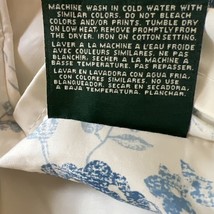 MACHINE WASH IN COLD WATER WITH
SIMILAR COLORS. DO NOT BLEACH
COLORS AND/OR PRINTS. TUMBLE DRY
ON LOW HEAT. REMOVE PROMPTLY FROM
THE DRYER. IRON ON COTTON SETTING.
LAVER A LA MACHINE A L'EAU FROIDE
AVEC COULEURS SIMILAIRES. NE PAS
BLANCHIR. SECHER A LA MACHINE A
BASSE TEMPERATURE. PAS REPASSER.
LAVAR EN LAVADORA CON AGUA FRIA,
CON COLORES SIMILARES. NO USE
BLANQUEADOR. SECAR EN SECADORA A
A BAJA TEMPERATURA. PLANCHAR.